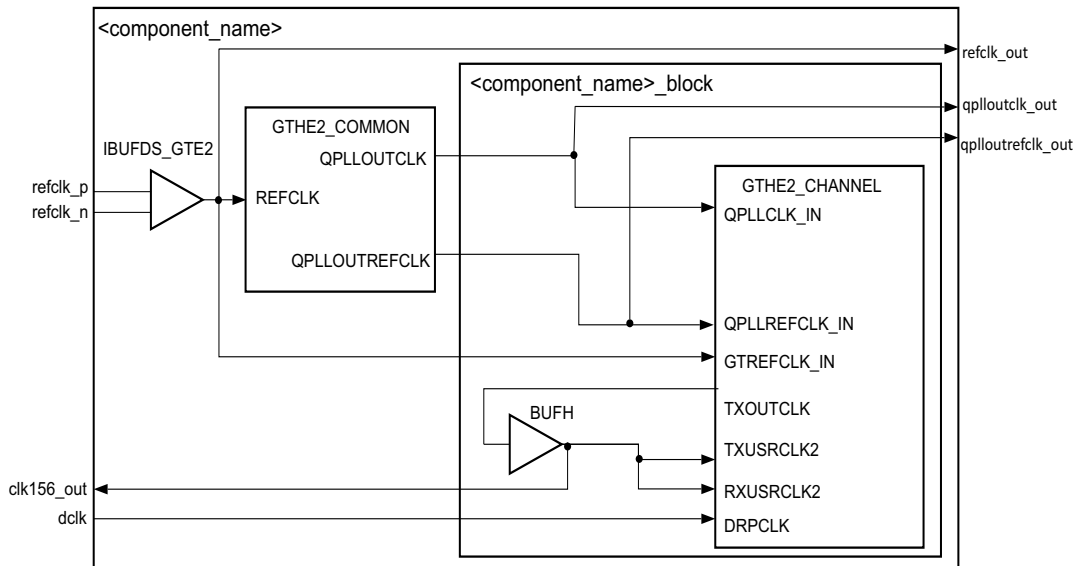 <component_name>
refclk_out
<component_name>_block
qplloutclk_out
GTHE2_COMMON
qplloutrefclk_out
IBUFDS_GTE2
QPLLOUTCLK
refclk_p
refclk_n
REFCLK
GTHE2_CHANNEL
QPLLCLK_IN
QPLLOUTREFCLK
QPLLREFCLK_IN
GTREFCLK_IN
TXOUTCLK
BUFH
TXUSRCLK2
clk156_out
RXUSRCLK2
dclk
DRPCLK